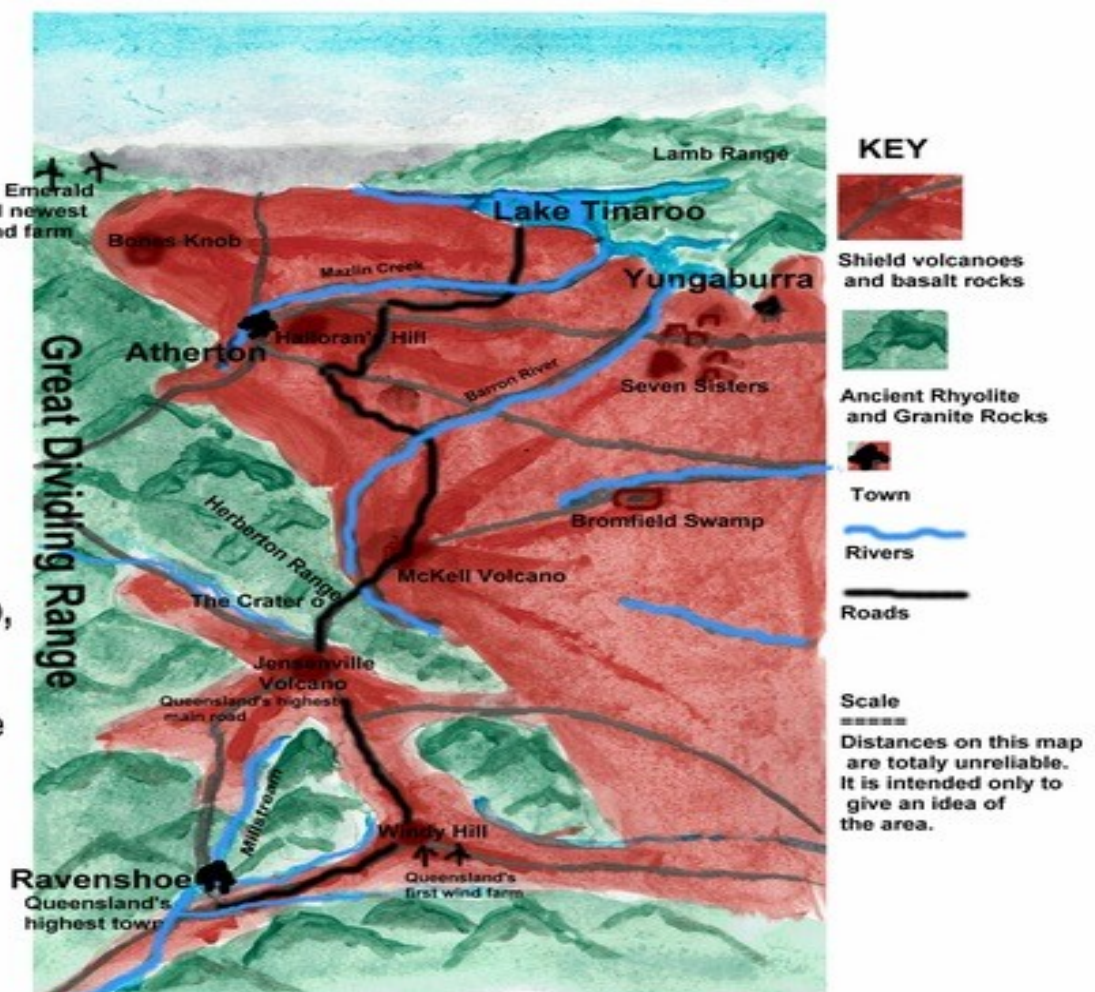 Lamb Range
Emerald
newest
farm
Lake Tinaroo
Bones Knob
Mazlin Creek
Yungaburra
Halloran's Hill
Atherton
Barron River
Seven Sisters
Great Dividing Range
Herberton Range
Bromfield Swamp
McKell Volcano
The Crater o
Jensenville
Volcano
Queensland's highest
main road
Millstream
Windy Hill
Queensland's
first wind farm
Ravenshoe
Queensland's
highest town
KEY
Shield volcanoes
and basalt rocks
Ancient Rhyolite
and Granite Rocks
Town
Rivers
Roads
Scale
=====
Distances on this map
are totaly unreliable.
It is intended only to
give an idea of
the area.